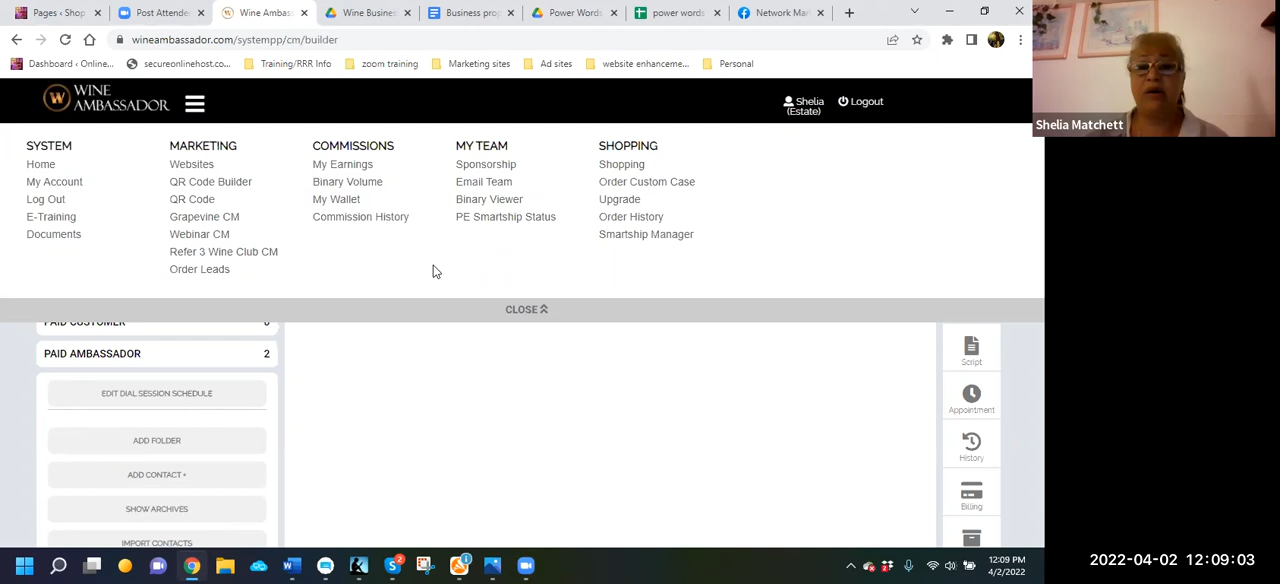 Pages ‹ Shop
Post Attende
Wine Ambas
Wine Busines
Business prop
Power Words
power words
Network Mar
wineambassador.com/systempp/cm/builder
Dashboard ‹ Online...
secureonlinehost.co...
Training/RRR Info
zoom training
Marketing sites
Ad sites
website enhanceme...
Personal
WINE
AMBASSADOR
Shelia
(Estate)
Logout
Shelia Matchett
SYSTEM
Home
My Account
Log Out
E-Training
Documents
MARKETING
Websites
QR Code Builder
QR Code
Grapevine CM
Webinar CM
Refer 3 Wine Club CM
Order Leads
COMMISSIONS
My Earnings
Binary Volume
My Wallet
Commission History
MY TEAM
Sponsorship
Email Team
Binary Viewer
PE Smartship Status
SHOPPING
Shopping
Order Custom Case
Upgrade
Order History
Smartship Manager
CLOSE
PAID CUSTOMER
PAID AMBASSADOR 2
EDIT DIAL SESSION SCHEDULE
ADD FOLDER
ADD CONTACT +
SHOW ARCHIVES
IMPORT CONTACTS
Script
Appointment
History
Billing
12:09 PM
4/2/2022
2022-04-02 12:09:03